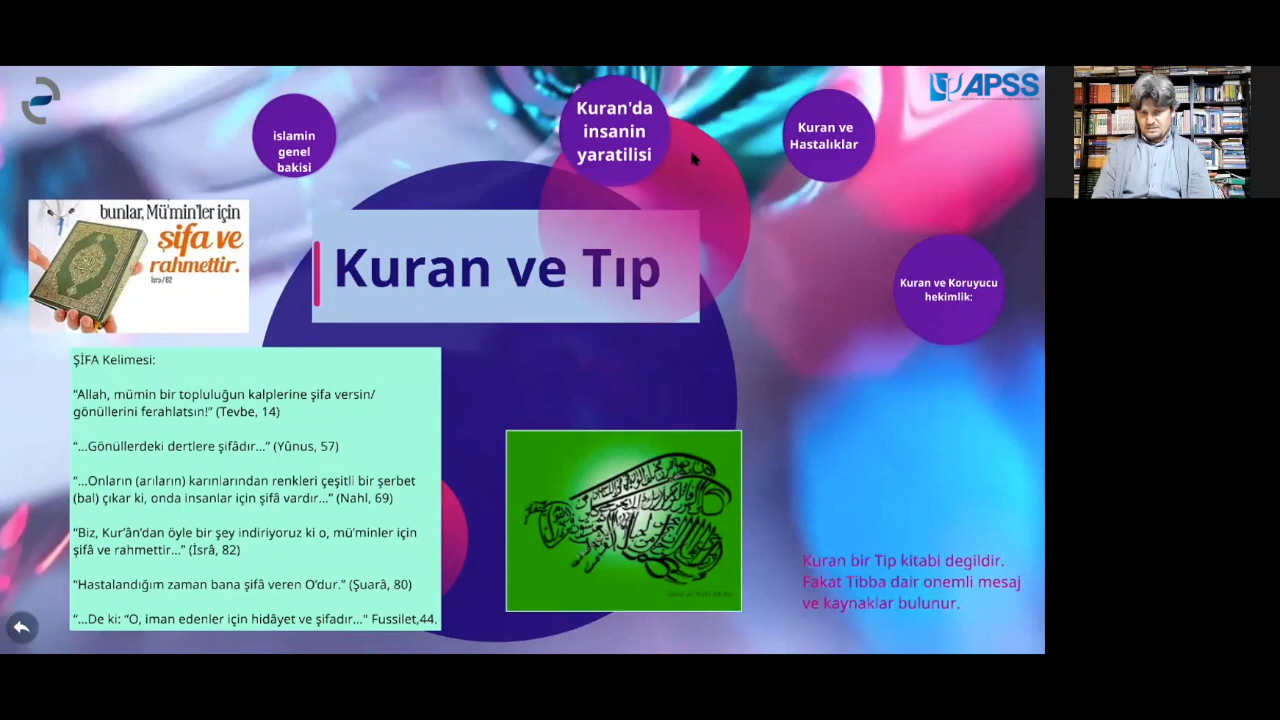 APSS
islamin
genel
bakisi
Kuran'da
insanin
yaratilisi
Kuran ve
Hastalıklar
bunlar, Mü'min'ler için
şifa ve
rahmettir.
İsra/82
Kuran ve Tıp
Kuran ve Koruyucu
hekimlik:
ŞİFA Kelimesi:
“Allah, mümin bir topluluğun kalplerine şifa versin/
gönüllerini ferahlatsın!” (Tevbe, 14)
“...Gönüllerdeki dertlere şifâdır...” (Yûnus, 57)
“...Onların (arıların) karınlarından renkleri çeşitli bir şerbet
(bal) çıkar ki, onda insanlar için şifâ vardır...” (Nahl, 69)
“Biz, Kur’ân’dan öyle bir şey indiriyoruz ki o, mü’minler için
şifâ ve rahmettir...” (İsrâ, 82)
“Hastalandığım zaman bana şifâ veren O’dur.” (Şuarâ, 80)
“...De ki: “O, iman edenler için hidâyet ve şifadır..." Fussilet,44.
Kuran bir Tip kitabi degildir.
Fakat Tibba dair onemli mesaj
ve kaynaklar bulunur.